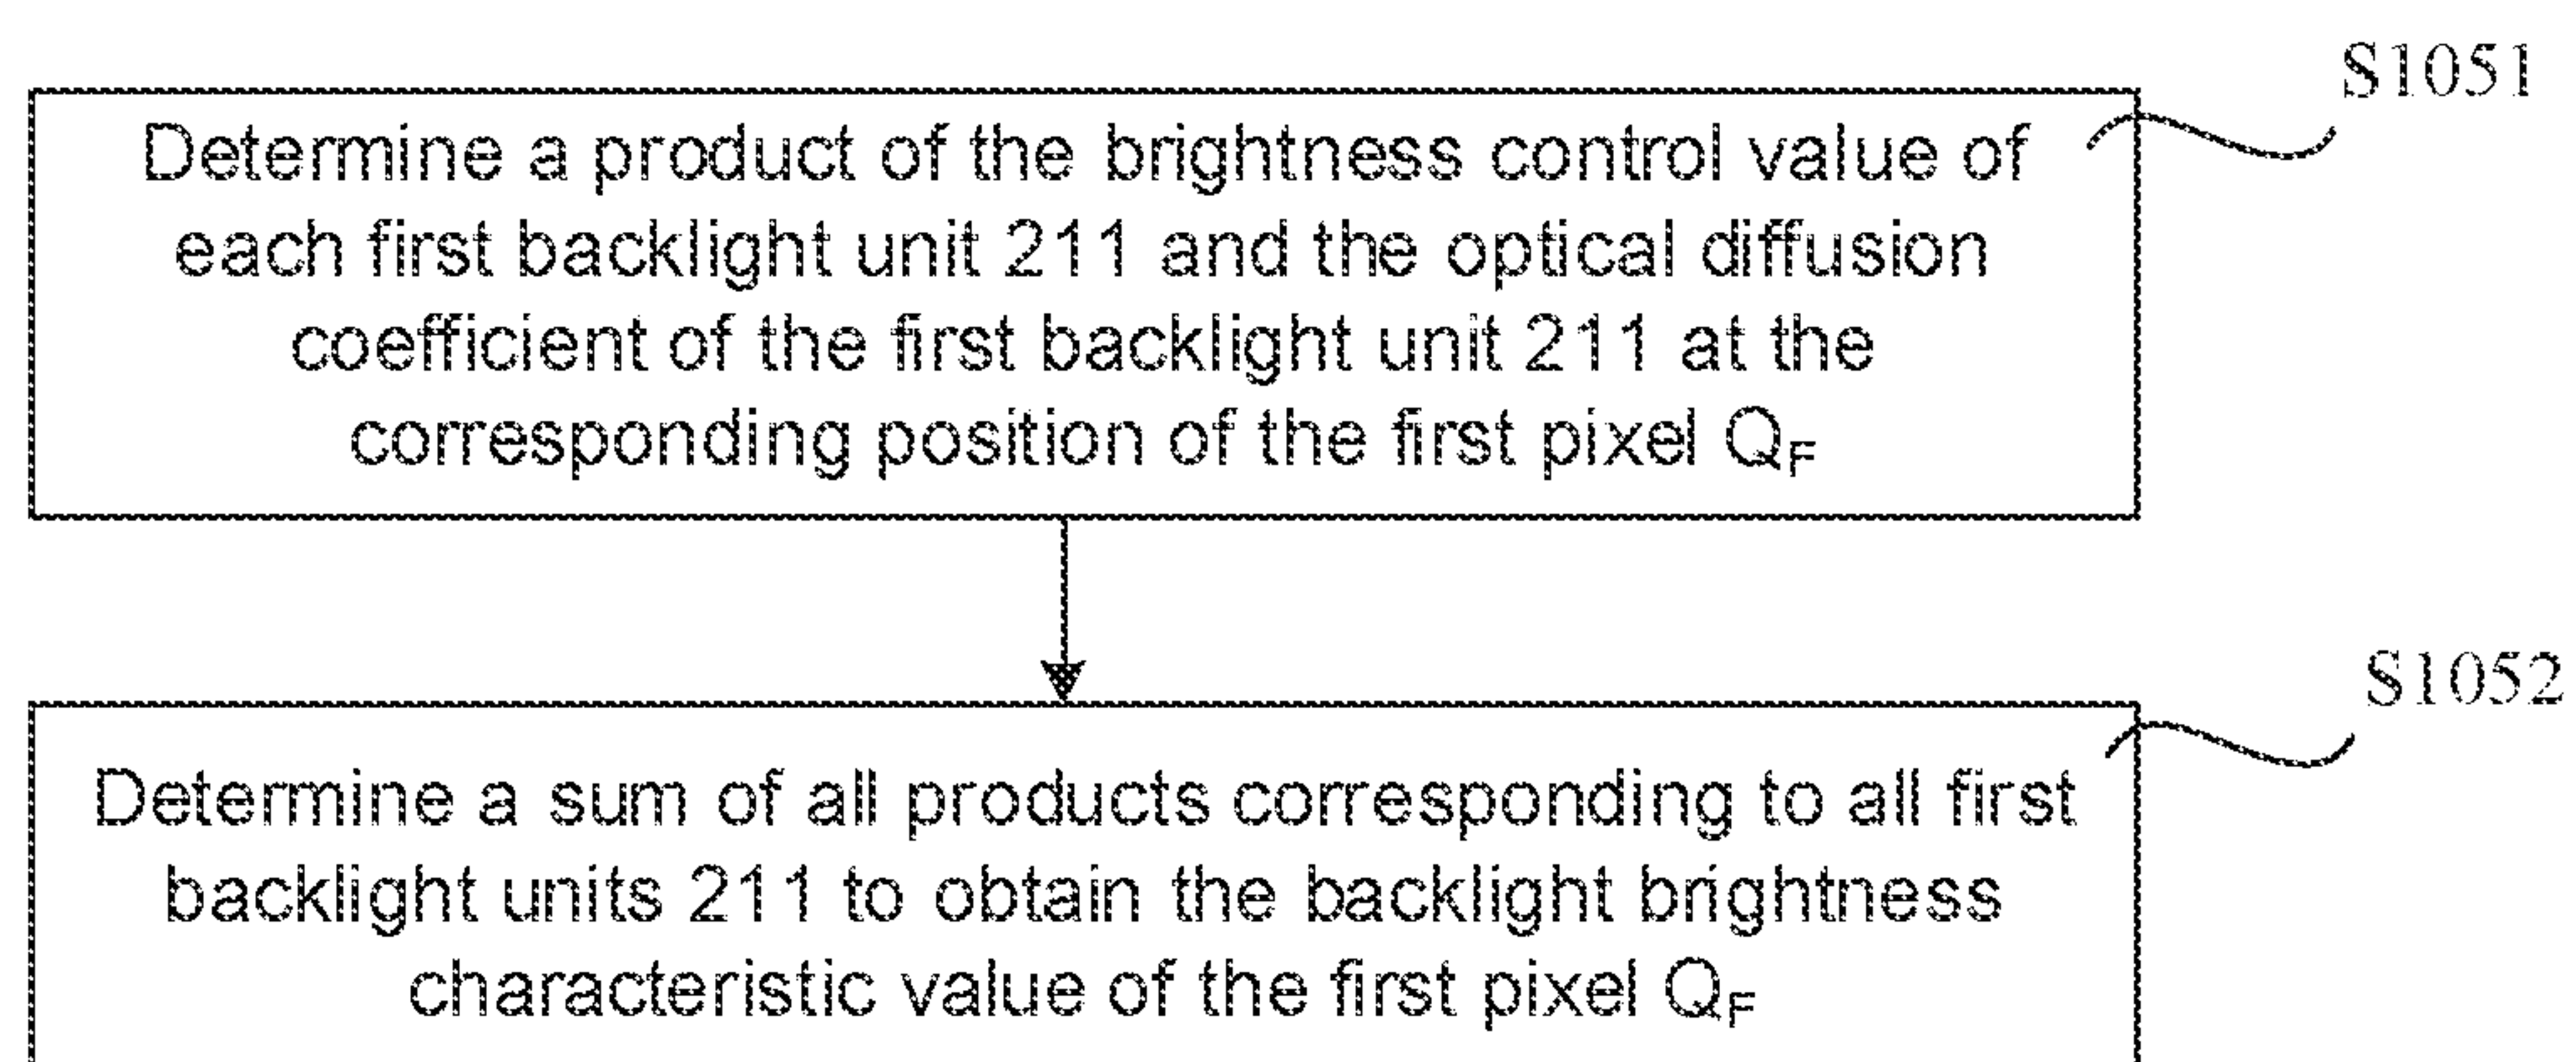 S1051
Determine a product of the brightness control value of
each first backlight unit 211 and the optical diffusion
coefficient of the first backlight unit 211 at the
corresponding position of the first pixel Q_F
S1052
Determine a sum of all products corresponding to all first
backlight units 211 to obtain the backlight brightness
characteristic value of the first pixel Q_F